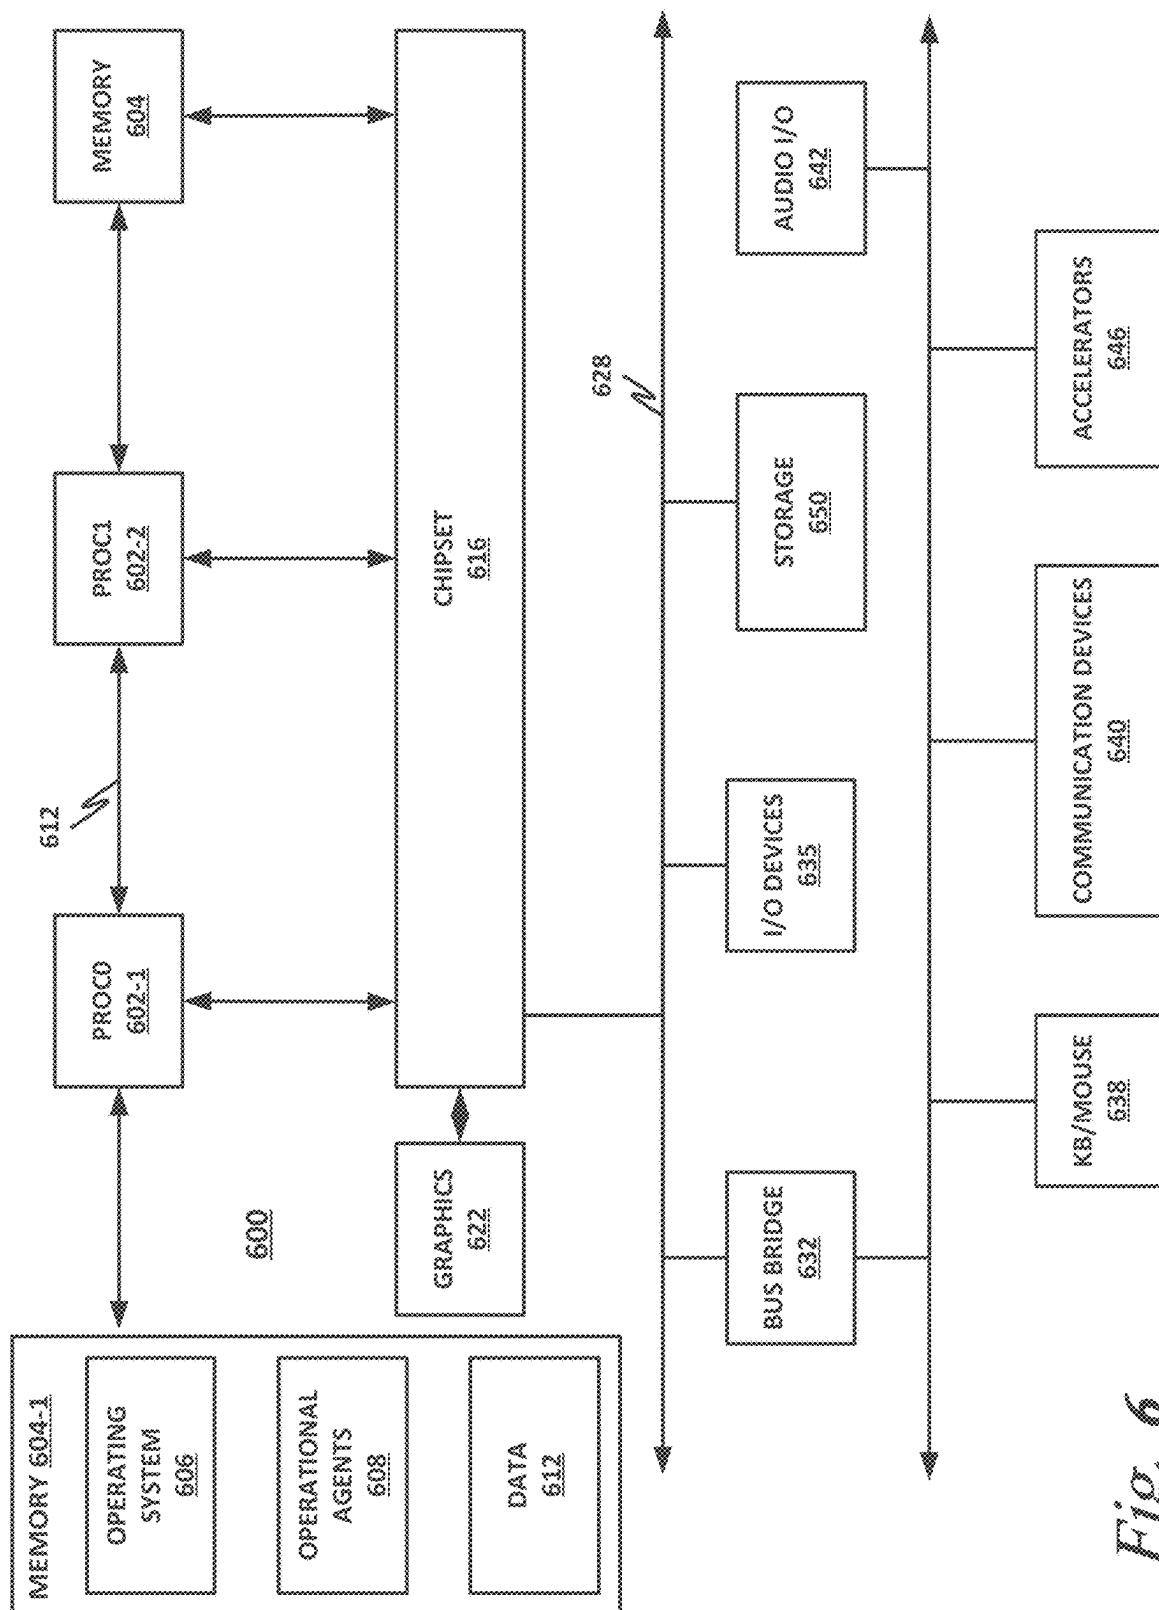 MEMORY 604-1
OPERATING
SYSTEM
606
OPERATIONAL
AGENTS
608
DATA
612
600
PROC0
602-1
612
PROC1
602-2
MEMORY
604
GRAPHICS
622
CHIPSET
616
628
BUS BRIDGE
632
I/O DEVICES
635
STORAGE
650
AUDIO I/O
642
KB/MOUSE
638
COMMUNICATION DEVICES
640
ACCELERATORS
646
Fig. 6